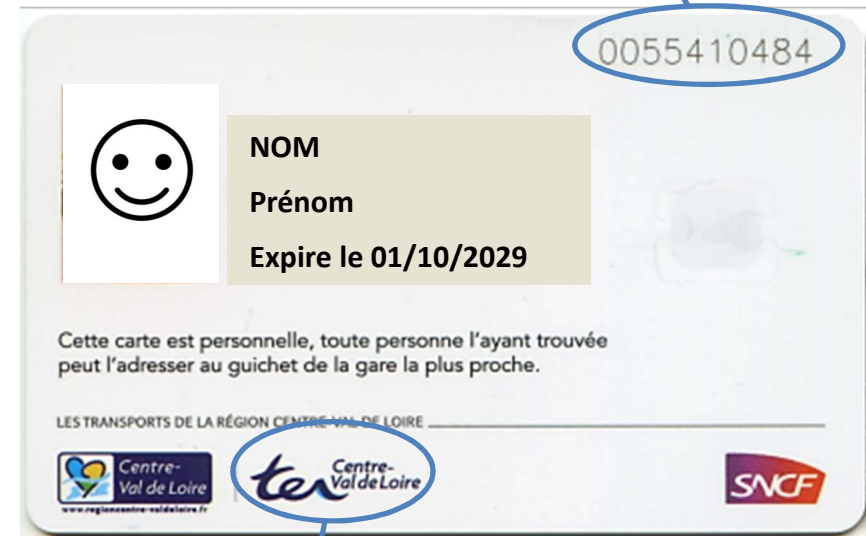 0055410484
NOM
Prénom
Expire le 01/10/2029
Cette carte est personnelle, toute personne l'ayant trouvée
peut l'adresser au guichet de la gare la plus proche.
LES TRANSPORTS DE LA RÉGION CENTRE-VAL DE LOIRE
Centre-
Val de Loire
www.regioncentre-valdeloire.fr
ter Centre-
Val de Loire
SNCF